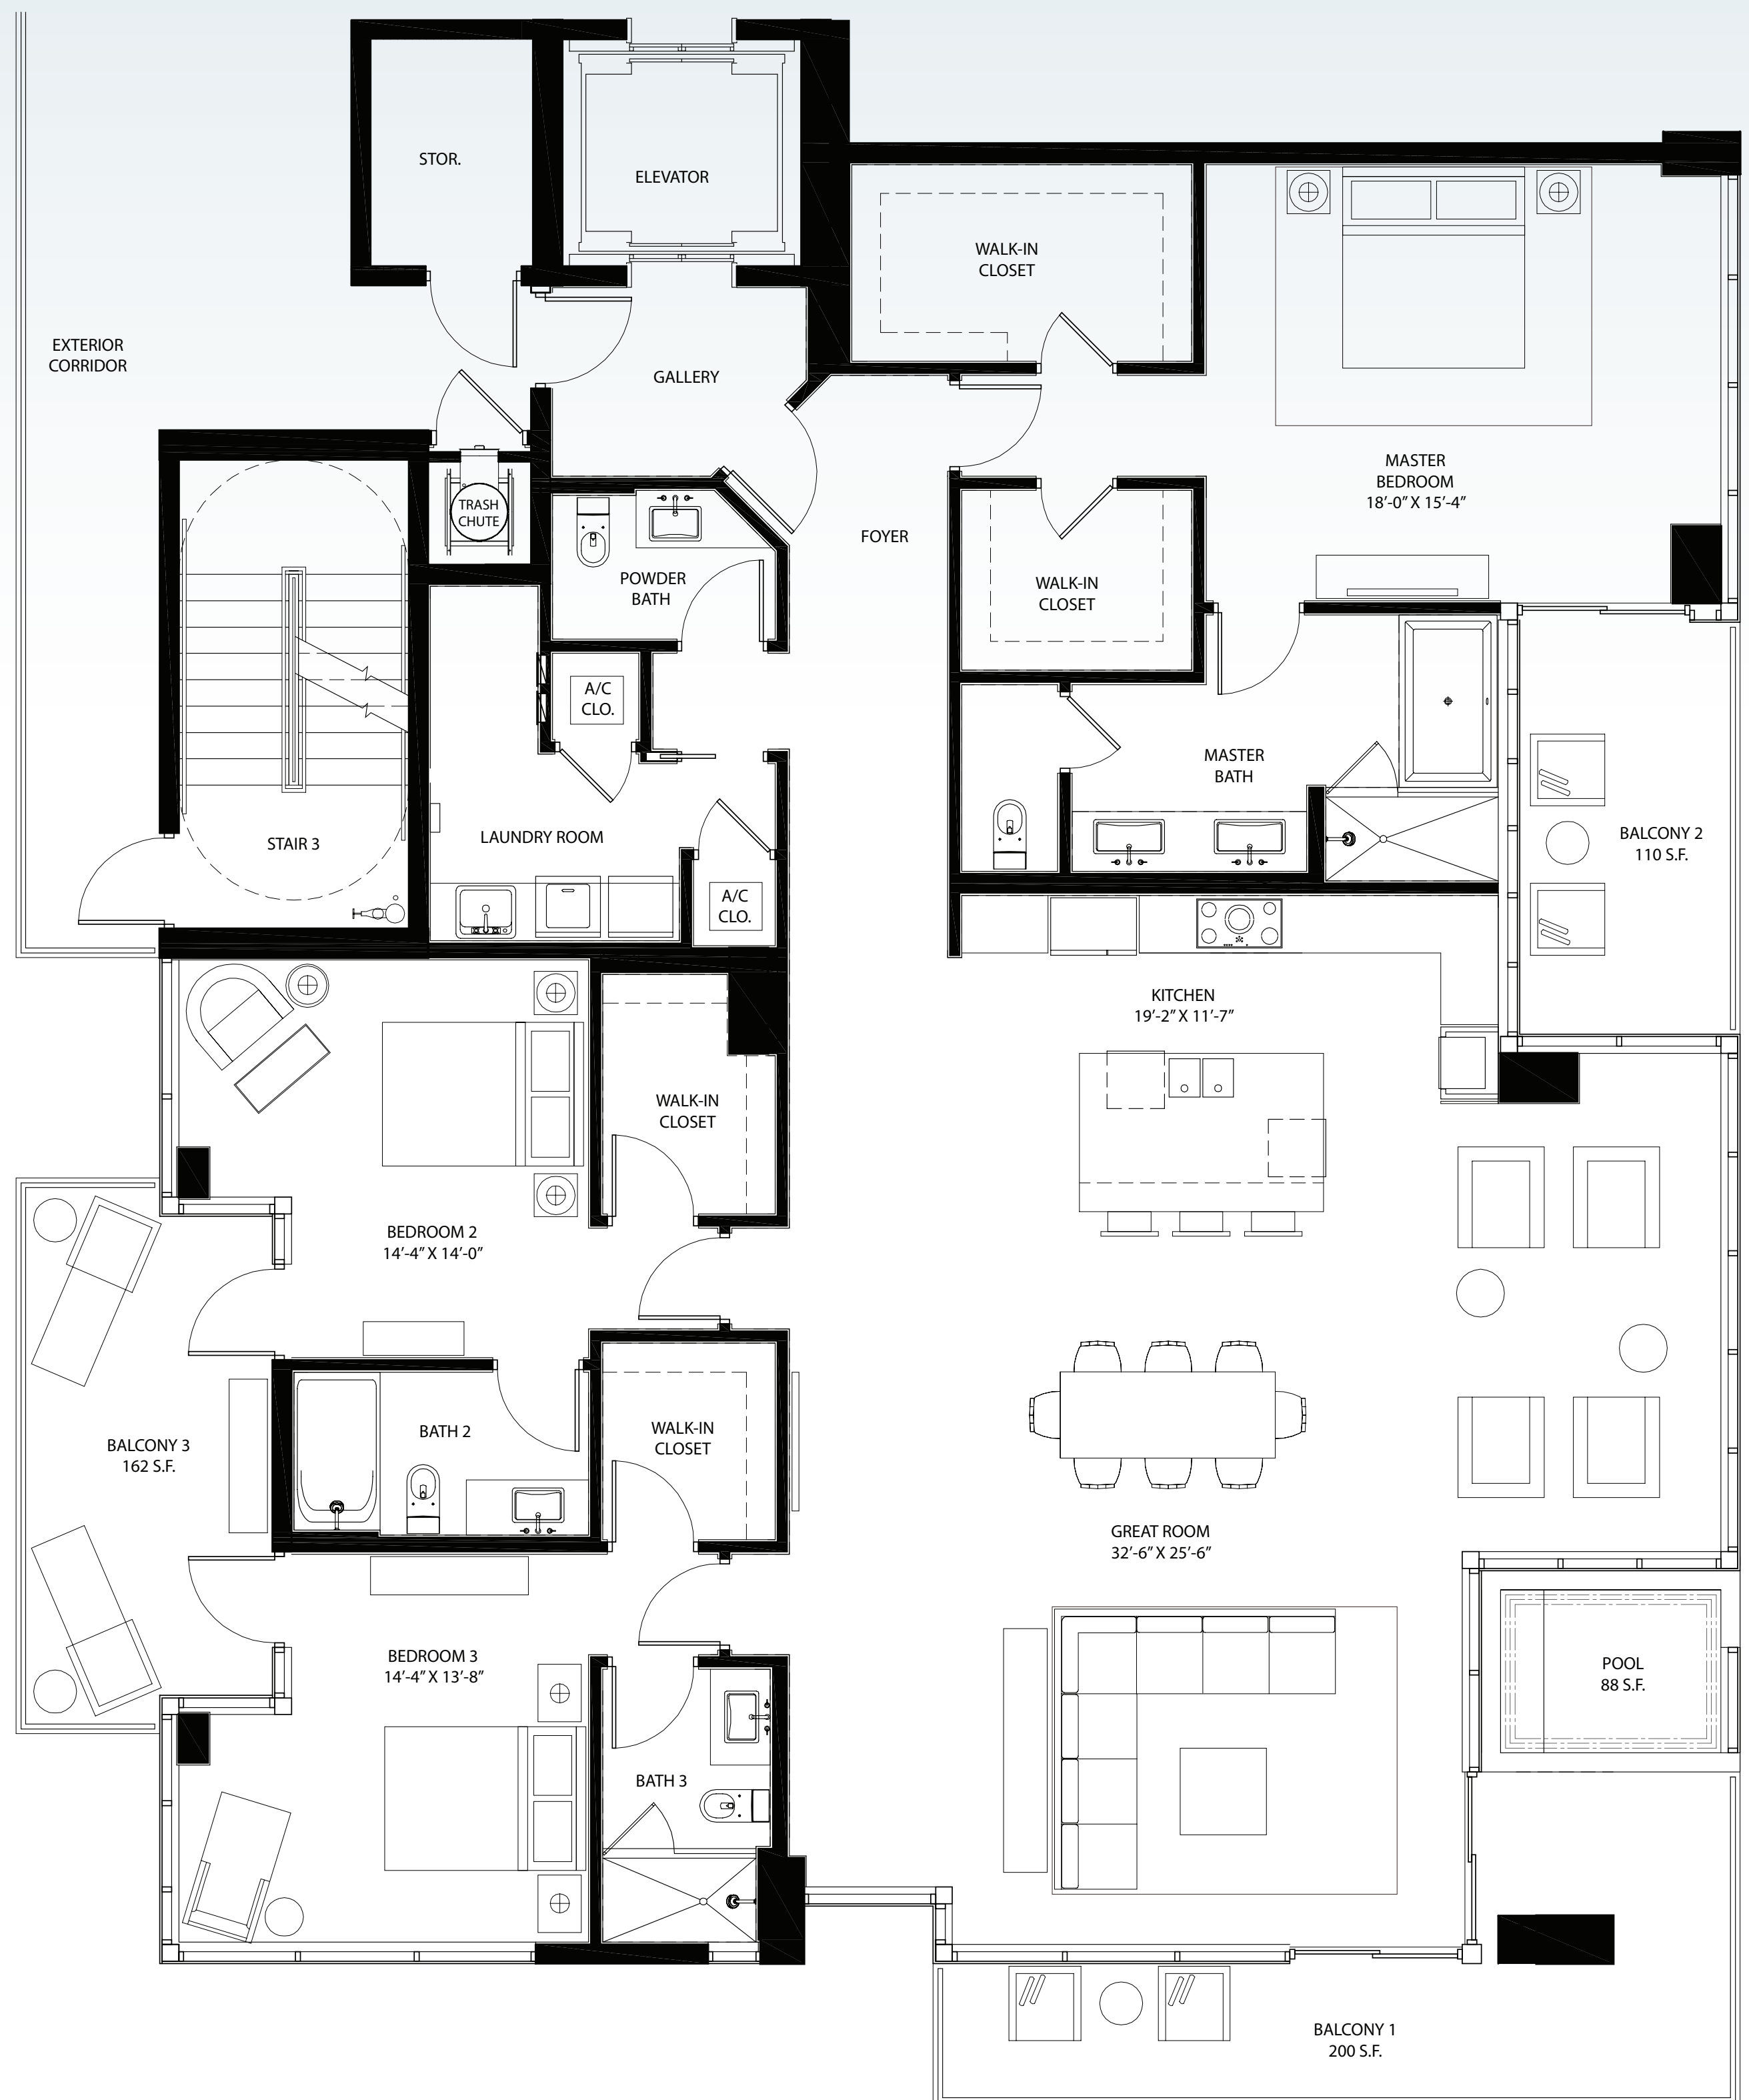 STOR.
ELEVATOR
WALK-IN
CLOSET
EXTERIOR
CORRIDOR
GALLERY
MASTER
BEDROOM
18’-0” X 15’-4”
TRASH
CHUTE
FOYER
POWDER
BATH
WALK-IN
CLOSET
A/C
CLO.
MASTER
BATH
STAIR 3
LAUNDRY ROOM
BALCONY 2
110 S.F.
A/C
CLO.
KITCHEN
19’-2” X 11’-7”
WALK-IN
CLOSET
BEDROOM 2
14’-4” X 14’-0”
BATH 2
WALK-IN
CLOSET
BALCONY 3
162 S.F.
GREAT ROOM
32’-6” X 25’-6”
BEDROOM 3
14’-4” X 13’-8”
POOL
88 S.F.
BATH 3
BALCONY 1
200 S.F.